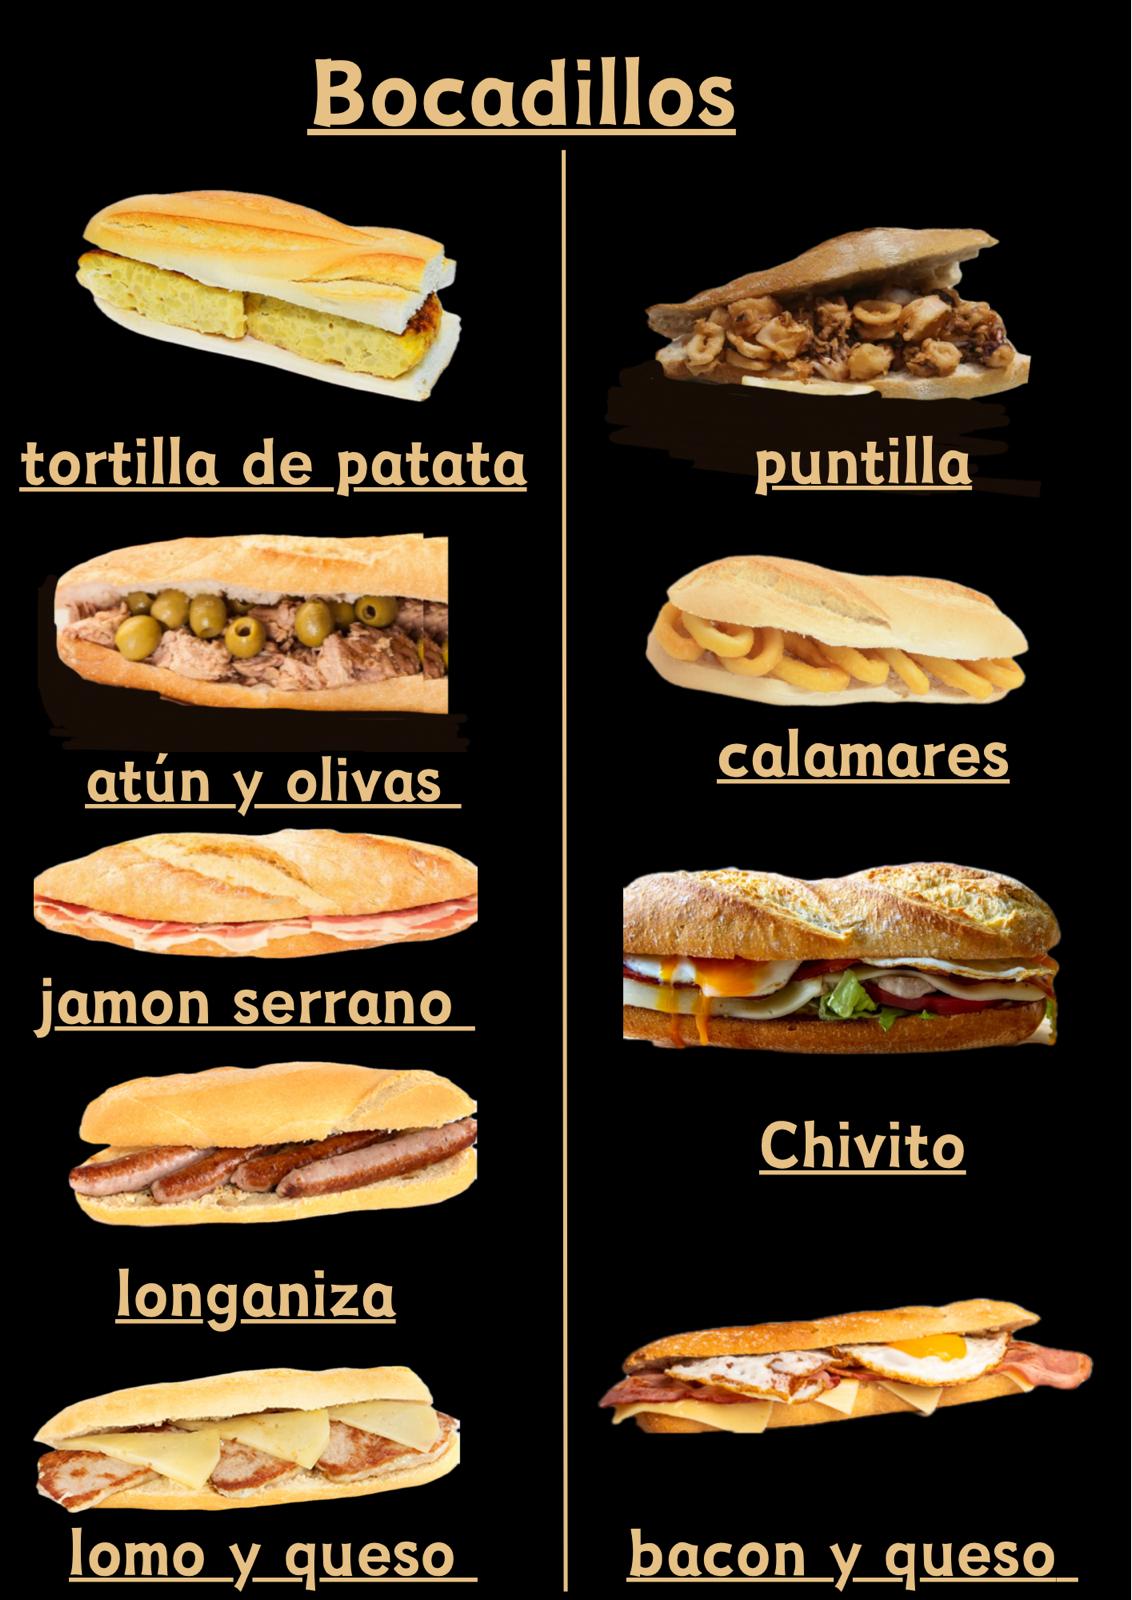 Bocadillos
tortilla de patata
atún y olivas
jamon serrano
longaniza
lomo y queso
puntilla
calamares
Chivito
bacon y queso